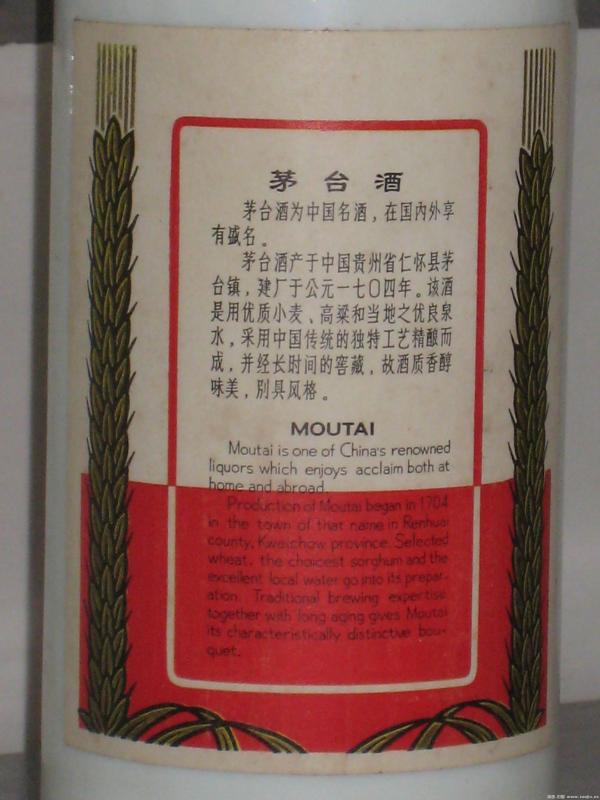 茅台酒
茅台酒为中国名酒，在国内外享
有盛名。
茅台酒产于中国贵州省仁怀县茅
台镇，建厂于公元一七〇四年。该酒
是用优质小麦、高粱和当地之优良泉
水，采用中国传统的独特工艺精酿而
成，并经长时间的窖藏，故酒质香醇
味美，别具风格。
MOUTAI
Moutai is one of China's renowned
liquors which enjoys acclaim both at
home and abroad.
Production of Moutai began in 1704
in the town of that name in Renhuai
county, Kweichow province. Selected
wheat, the choicest sorghum and the
excellent local water go into its prepar-
ation. Traditional brewing expertise
together with long aging gives Moutai
its characteristically distinctive bou-
quet.